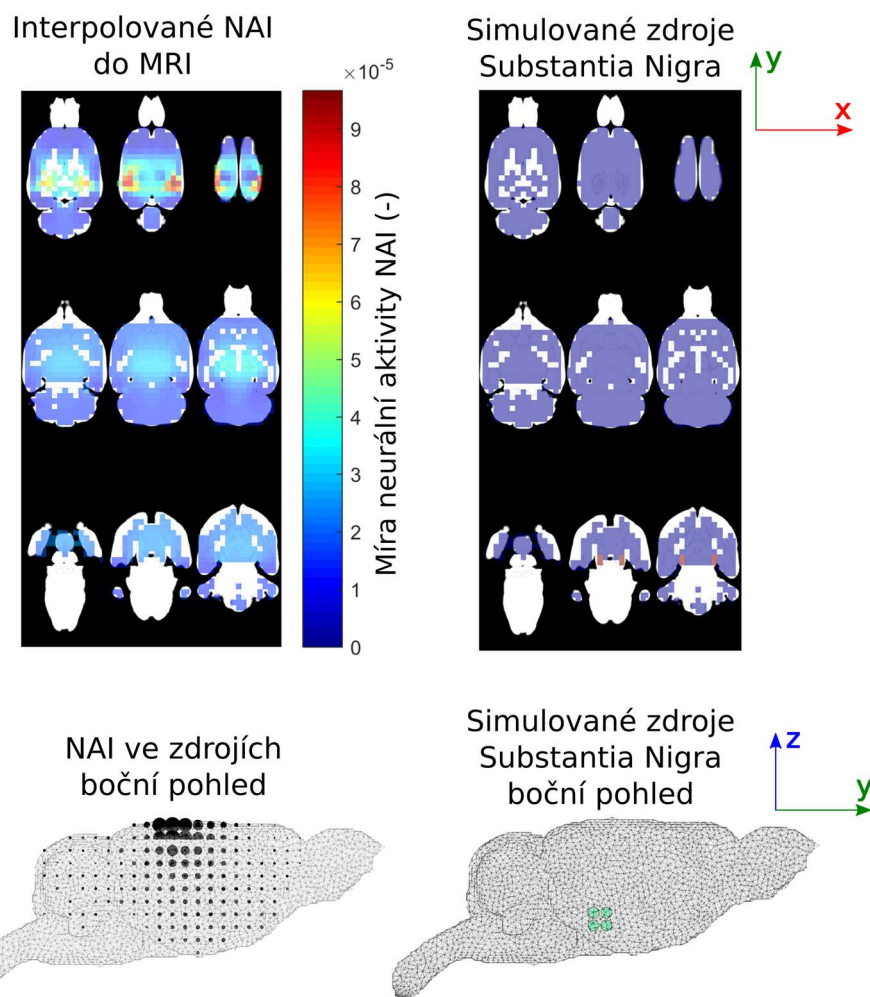 Interpolované NAI
do MRI
Simulované zdroje
Substantia Nigra
y
x
×10⁻⁵
9
8
7
6
5
4
3
2
1
0
Míra neurální aktivity NAI (-)
NAI ve zdrojích
boční pohled
Simulované zdroje
Substantia Nigra
boční pohled
z
y